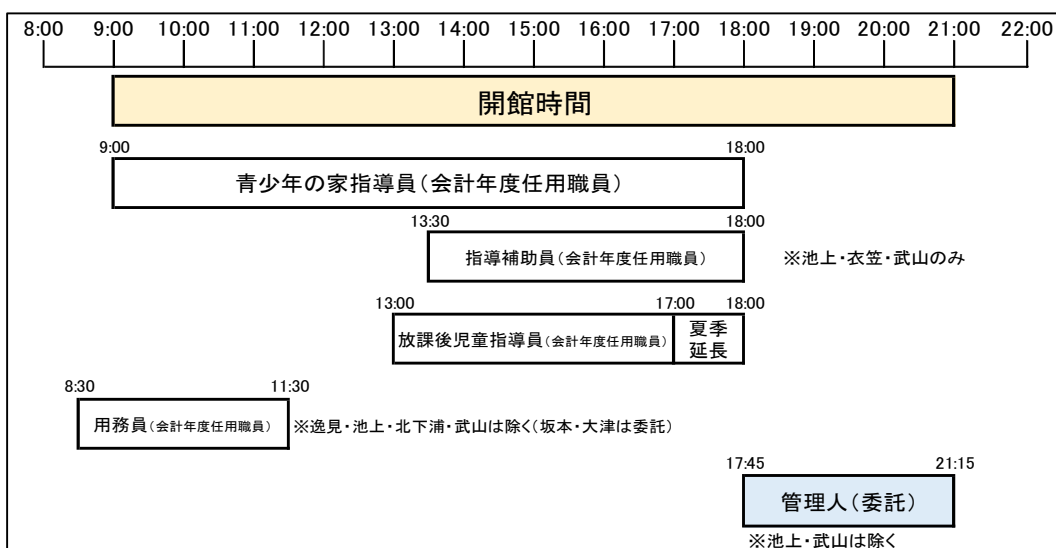 8:00 9:00 10:00 11:00 12:00 13:00 14:00 15:00 16:00 17:00 18:00 19:00 20:00 21:00 22:00
開館時間
9:00 18:00
青少年の家指導員(会計年度任用職員)
13:30 18:00
指導補助員(会計年度任用職員) ※池上・衣笠・武山のみ
13:00 17:00 18:00
放課後児童指導員(会計年度任用職員) 夏季
延長
8:30 11:30
用務員(会計年度任用職員) ※逸見・池上・北下浦・武山は除く(坂本・大津は委託)
17:45 21:15
管理人(委託)
※池上・武山は除く